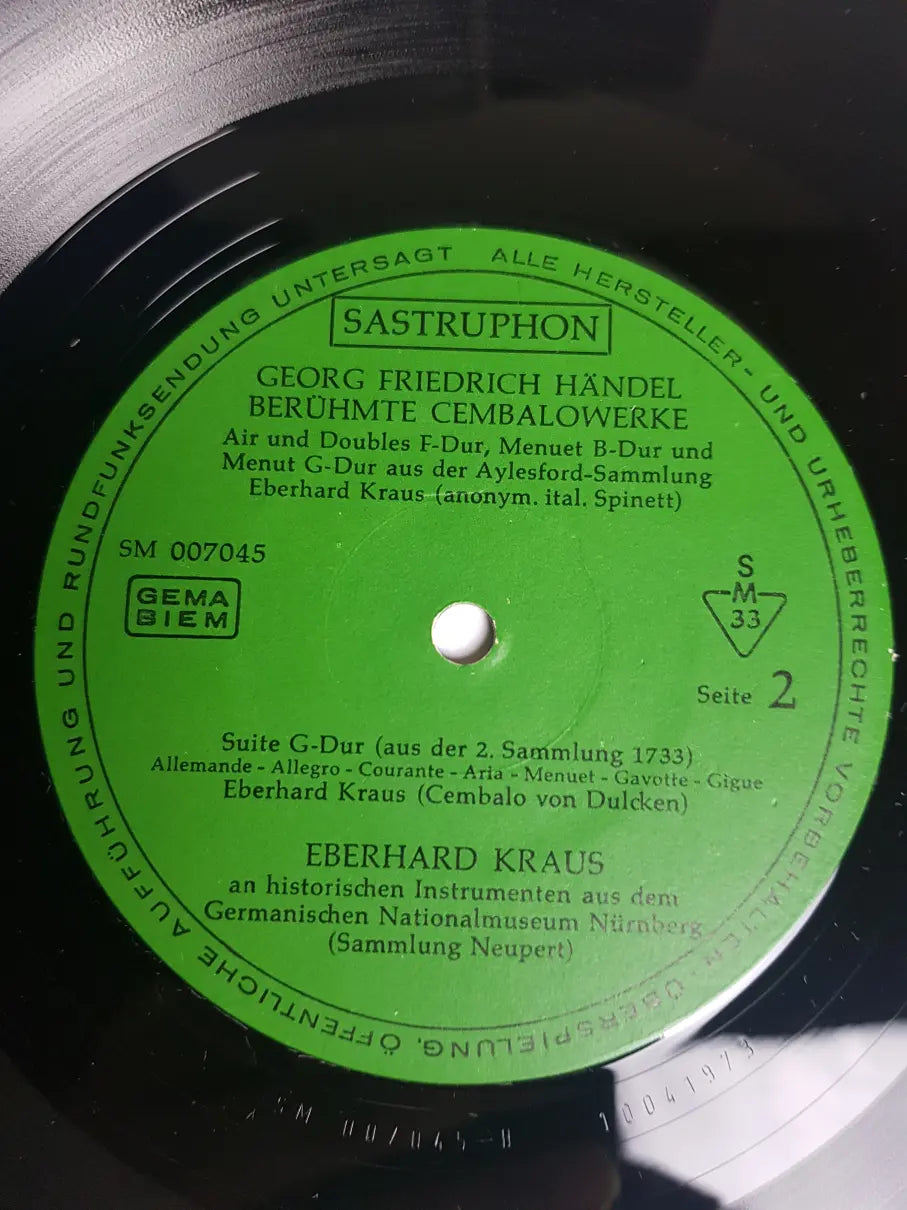 ALLE HERSTELLER- UND URHEBERRECHTE VORBEHALTEN · ÜBERSPIELUNG, ÖFFENTLICHE AUFFÜHRUNG UND RUNDFUNKSENDUNG UNTERSAGT
SASTRUPHON
GEORG FRIEDRICH HÄNDEL
BERÜHMTE CEMBALOWERKE
Air und Doubles F-Dur, Menuet B-Dur und
Menut G-Dur aus der Aylesford-Sammlung
Eberhard Kraus (anonym. ital. Spinett)
SM 007045
GEMA
BIEM
S
M
33
Seite 2
Suite G-Dur (aus der 2. Sammlung 1733)
Allemande - Allegro - Courante - Aria - Menuet - Gavotte - Gigue
Eberhard Kraus (Cembalo von Dulcken)
EBERHARD KRAUS
an historischen Instrumenten aus dem
Germanischen Nationalmuseum Nürnberg
(Sammlung Neupert)
10041973